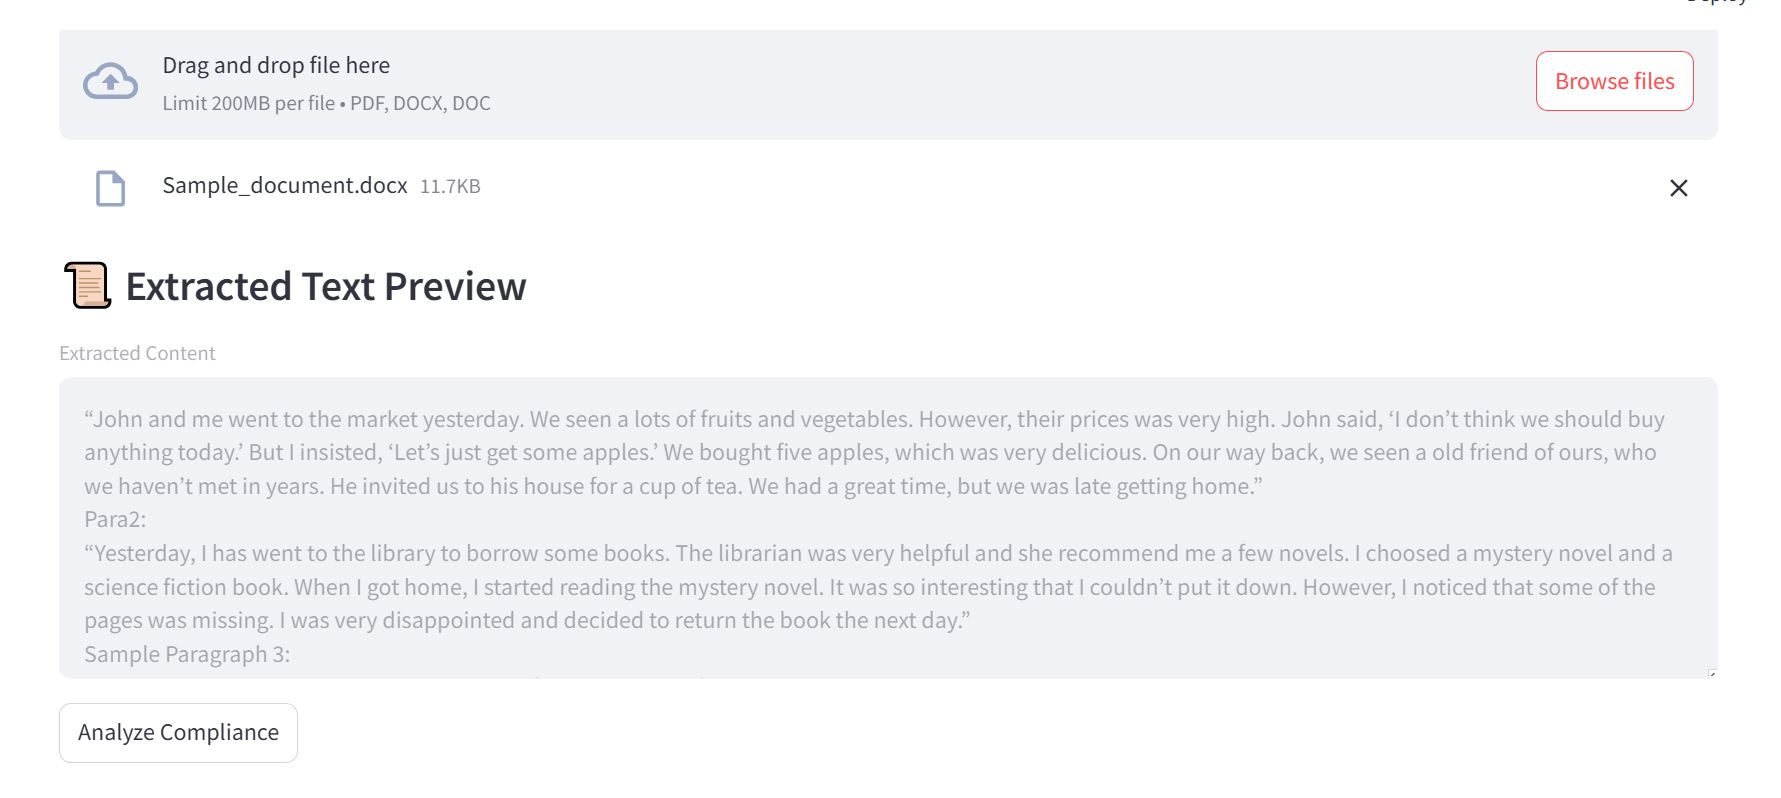 Drag and drop file here
Limit 200MB per file • PDF, DOCX, DOC
Browse files
Sample_document.docx 11.7KB
Extracted Text Preview
Extracted Content
“John and me went to the market yesterday. We seen a lots of fruits and vegetables. However, their prices was very high. John said, ‘I don’t think we should buy
anything today.’ But I insisted, ‘Let’s just get some apples.’ We bought five apples, which was very delicious. On our way back, we seen a old friend of ours, who
we haven’t met in years. He invited us to his house for a cup of tea. We had a great time, but we was late getting home.”
Para2:
“Yesterday, I has went to the library to borrow some books. The librarian was very helpful and she recommend me a few novels. I choosed a mystery novel and a
science fiction book. When I got home, I started reading the mystery novel. It was so interesting that I couldn’t put it down. However, I noticed that some of the
pages was missing. I was very disappointed and decided to return the book the next day.”
Sample Paragraph 3:
Analyze Compliance